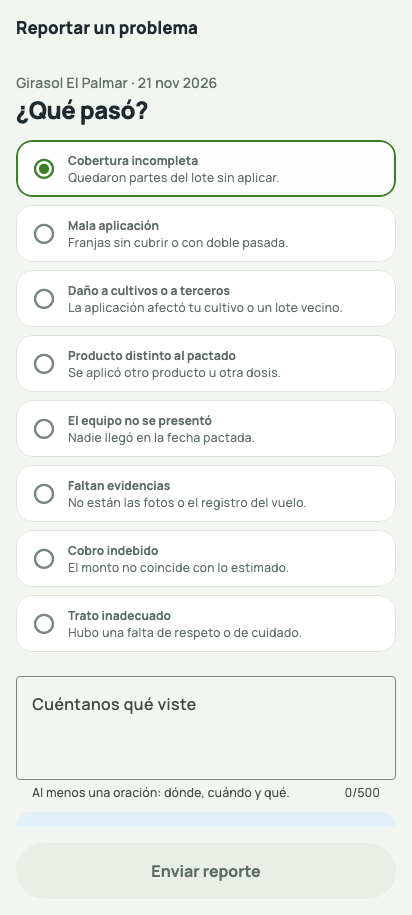 Reportar un problema
Girasol El Palmar · 21 nov 2026
¿Qué pasó?
Cobertura incompleta
Quedaron partes del lote sin aplicar.
Mala aplicación
Franjas sin cubrir o con doble pasada.
Daño a cultivos o a terceros
La aplicación afectó tu cultivo o un lote vecino.
Producto distinto al pactado
Se aplicó otro producto u otra dosis.
El equipo no se presentó
Nadie llegó en la fecha pactada.
Faltan evidencias
No están las fotos o el registro del vuelo.
Cobro indebido
El monto no coincide con lo estimado.
Trato inadecuado
Hubo una falta de respeto o de cuidado.
Cuéntanos qué viste
Al menos una oración: dónde, cuándo y qué. 0/500
Enviar reporte